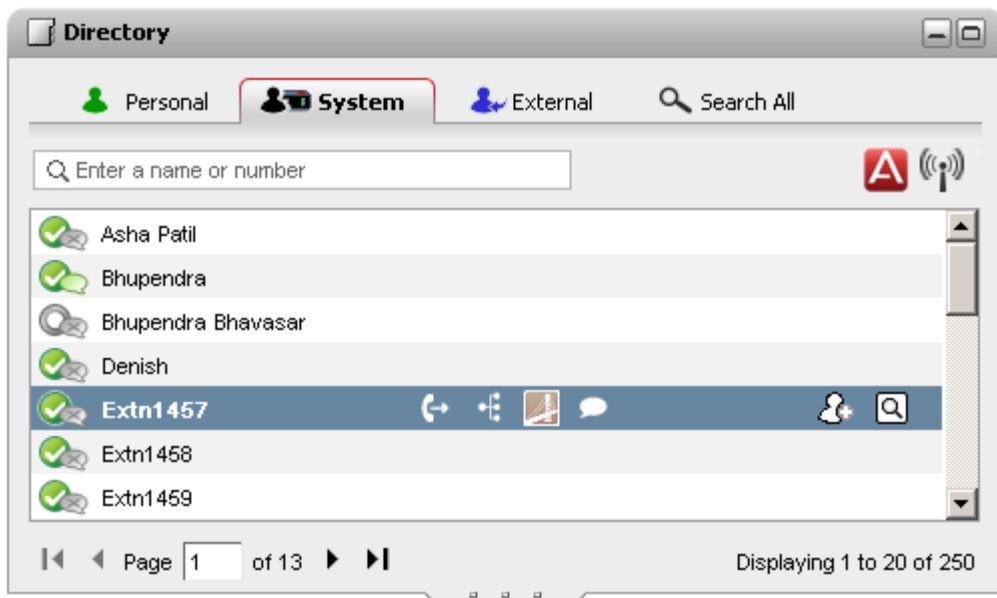 Directory
Personal System External Search All
Enter a name or number
Asha Patil
Bhupendra
Bhupendra Bhavasar
Denish
Extn1457
Extn1458
Extn1459
Page 1 of 13 Displaying 1 to 20 of 250